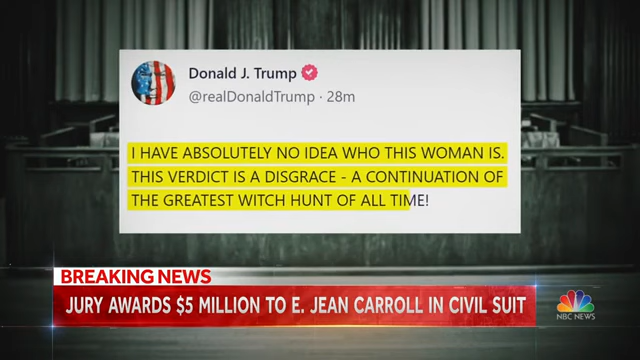 Donald J. Trump
@realDonaldTrump · 28m
I HAVE ABSOLUTELY NO IDEA WHO THIS WOMAN IS.
THIS VERDICT IS A DISGRACE - A CONTINUATION OF
THE GREATEST WITCH HUNT OF ALL TIME!
BREAKING NEWS
JURY AWARDS $5 MILLION TO E. JEAN CARROLL IN CIVIL SUIT
NBC NEWS